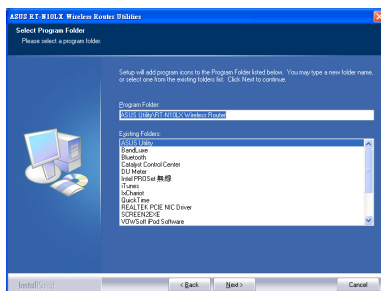 ASUS RT-N10LX Wireless Router Utilities
Select Program Folder
Please select a program folder.
Setup will add program icons to the Program Folder listed below. You may type a new folder name, or select one from the existing folders list. Click Next to continue.
Program Folder:
ASUS Utility\RT-N10LX Wireless Router
Existing Folders:
ASUS Utility
BandLuxe
Bluetooth
Catalyst Control Center
DU Meter
Intel PROSet 無線
iTunes
IxChariot
QuickTime
REALTEK PCIE NIC Driver
SCREEN2EXE
VOWSoft iPod Software
InstallShield
< Back
Next >
Cancel